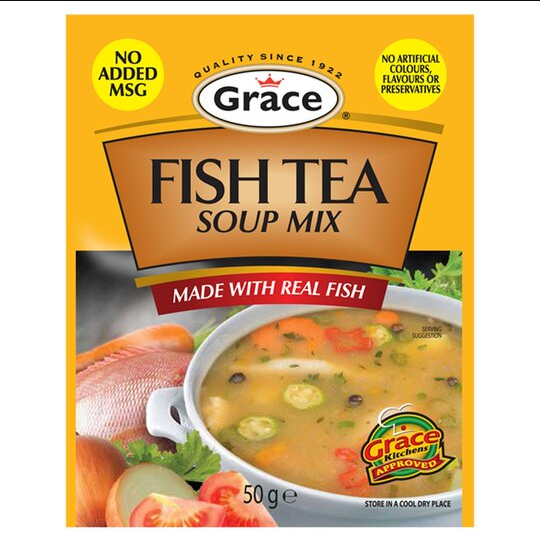 NO
ADDED
MSG
QUALITY SINCE 1922
Grace
®
NO ARTIFICIAL
COLOURS,
FLAVOURS OR
PRESERVATIVES
FISH TEA
SOUP MIX
MADE WITH REAL FISH
SERVING
SUGGESTION
Grace
Kitchens
APPROVED
50 g ℮
STORE IN A COOL DRY PLACE